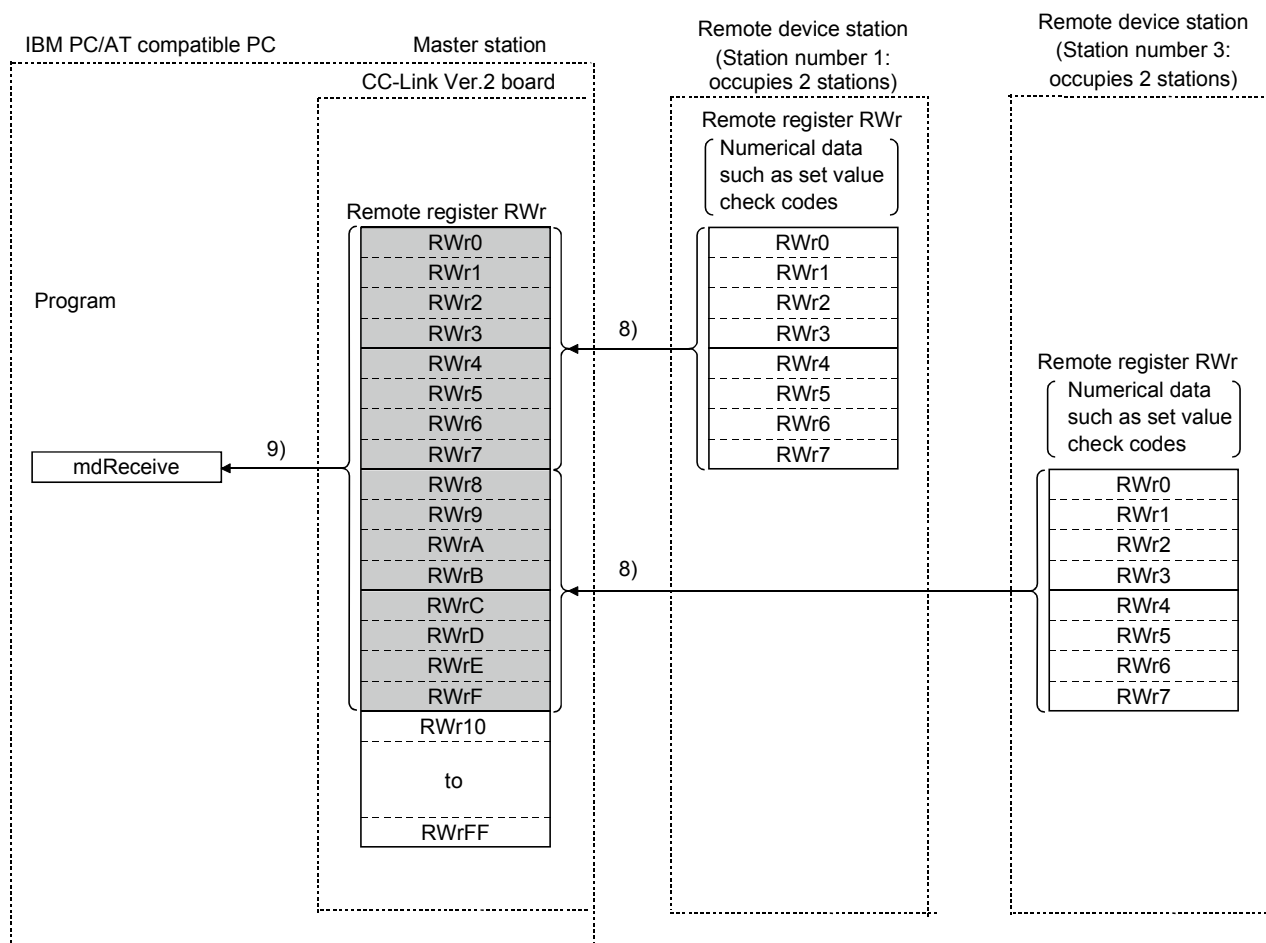 IBM PC/AT compatible PC
Master station
CC-Link Ver.2 board
Remote device station
(Station number 1:
occupies 2 stations)
Remote device station
(Station number 3:
occupies 2 stations)
Program
mdReceive
9)
Remote register RWr
RWr0
RWr1
RWr2
RWr3
RWr4
RWr5
RWr6
RWr7
RWr8
RWr9
RWrA
RWrB
RWrC
RWrD
RWrE
RWrF
RWr10
to
RWrFF
8)
8)
Remote register RWr
Numerical data
such as set value
check codes
RWr0
RWr1
RWr2
RWr3
RWr4
RWr5
RWr6
RWr7
Remote register RWr
Numerical data
such as set value
check codes
RWr0
RWr1
RWr2
RWr3
RWr4
RWr5
RWr6
RWr7